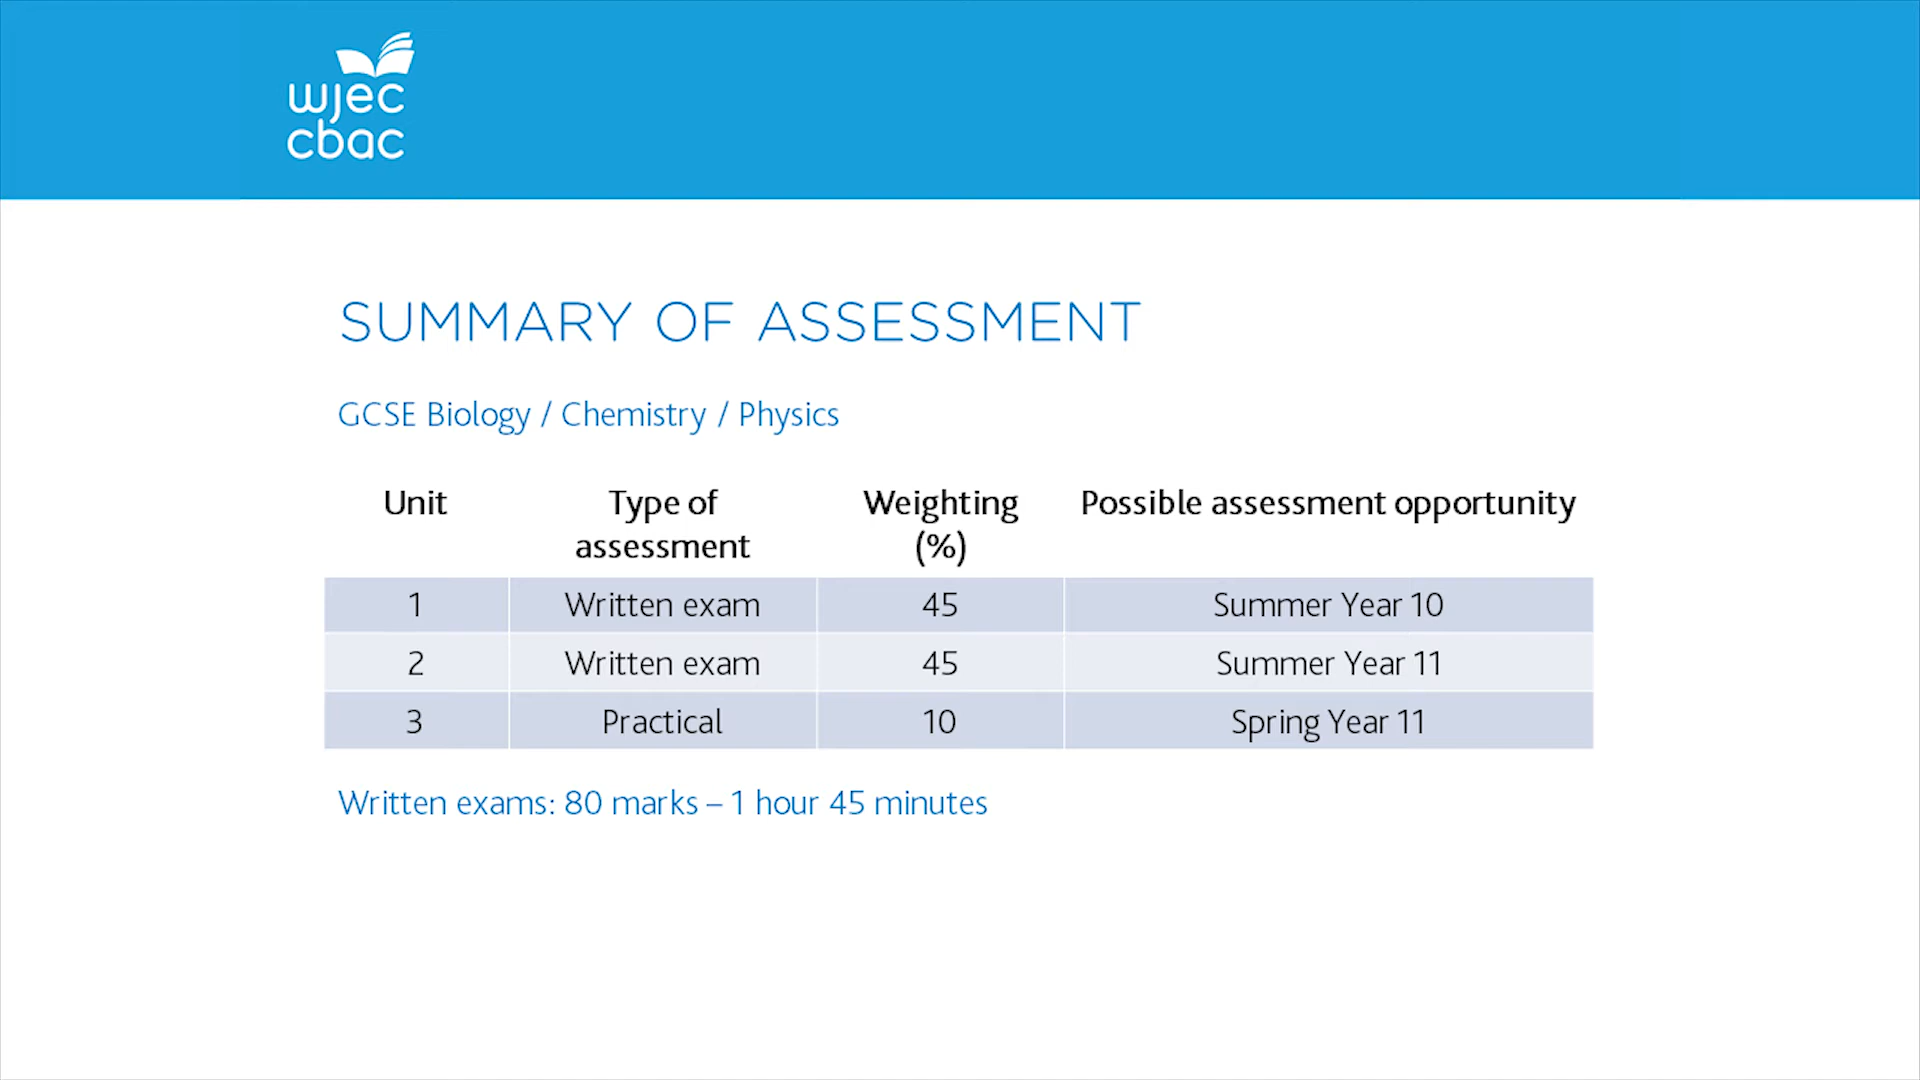 wjec
cbac
SUMMARY OF ASSESSMENT
GCSE Biology / Chemistry / Physics
Unit Type of assessment Weighting (%) Possible assessment opportunity
1 Written exam 45 Summer Year 10
2 Written exam 45 Summer Year 11
3 Practical 10 Spring Year 11
Written exams: 80 marks – 1 hour 45 minutes